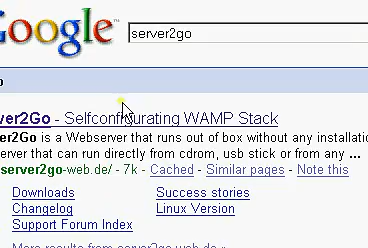 Google
server2go
ver2Go - Selfconfigurating WAMP Stack
er2Go is a Webserver that runs out of box without any installatio
erver that can run directly from cdrom, usb stick or from any ...
server2go-web.de/ - 7k - Cached - Similar pages - Note this
Downloads Success stories
Changelog Linux Version
Support Forum Index
More results from server2go-web.de »